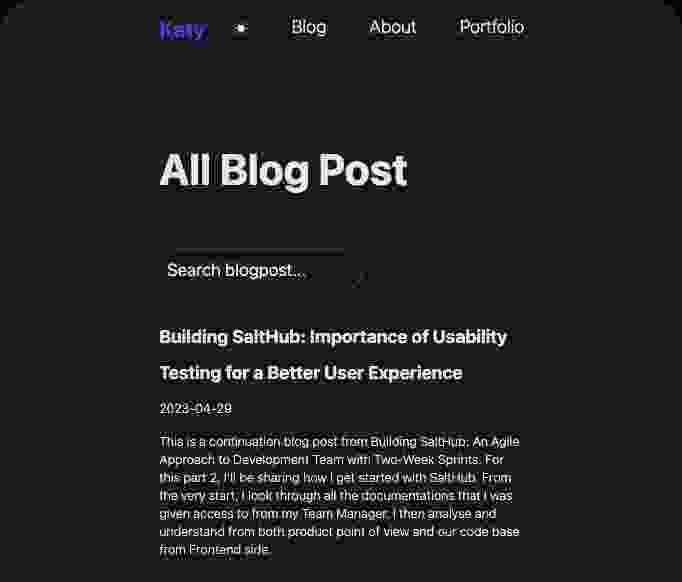 Katy
Blog
About
Portfolio
All Blog Post
Search blogpost...
Building SaltHub: Importance of Usability
Testing for a Better User Experience
2023-04-29
This is a continuation blog post from Building SaltHub: An Agile
Approach to Development Team with Two-Week Sprints. For
this part 2, I'll be sharing how I get started with SaltHub. From
the very start, I look through all the documentations that I was
given access to from my Team Manager. I then analyse and
understand from both product point of view and our code base
from Frontend side.